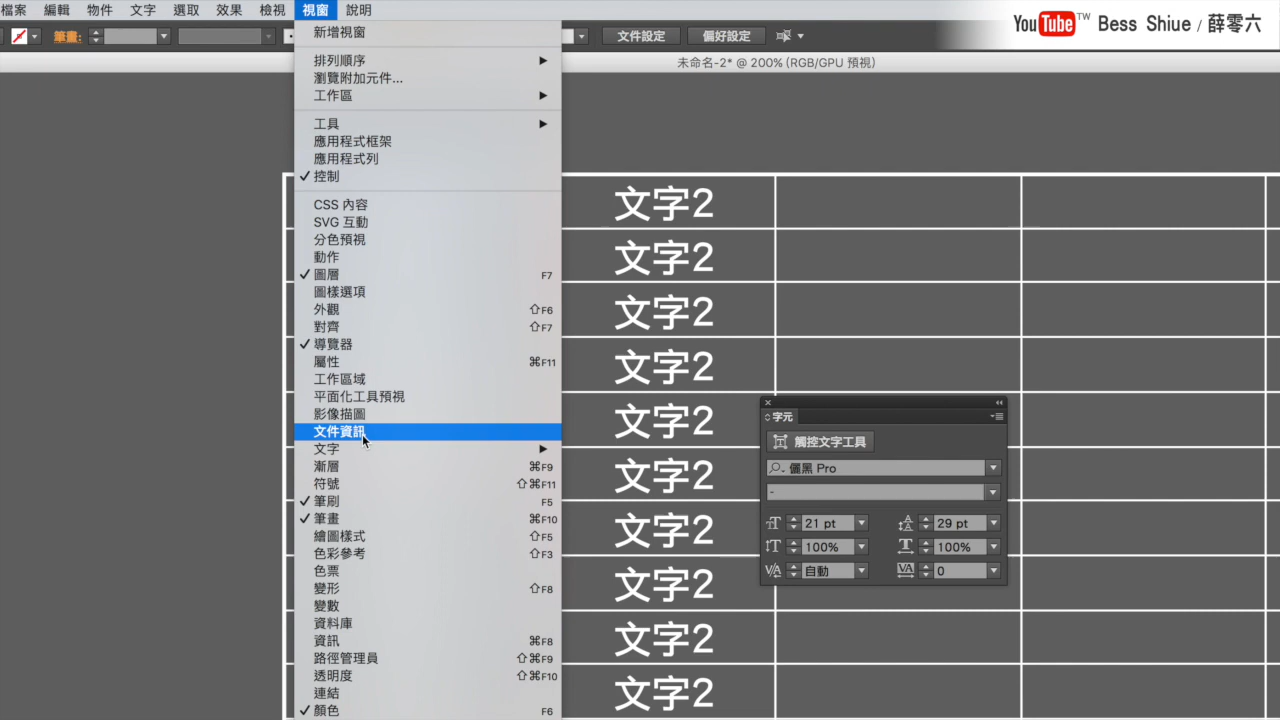 檔案 編輯 物件 文字 選取 效果 檢視 視窗 說明
筆畫: 文件設定 偏好設定
YouTube TW Bess Shiue / 薛零六
未命名-2* @ 200% (RGB/GPU 預視)
新增視窗
排列順序
瀏覽附加元件...
工作區
工具
應用程式框架
應用程式列
✓ 控制
CSS 內容
SVG 互動
分色預視
動作
✓ 圖層 F7
圖樣選項
外觀 ⇧F6
對齊 ⇧F7
✓ 導覽器
屬性 ⌘F11
工作區域
平面化工具預視
影像描圖
文件資訊
文字
漸層 ⌘F9
符號 ⇧⌘F11
✓ 筆刷 F5
✓ 筆畫 ⌘F10
繪圖樣式 ⇧F5
色彩參考 ⇧F3
色票
變形 ⇧F8
變數
資料庫
資訊 ⌘F8
路徑管理員 ⇧⌘F9
透明度 ⇧⌘F10
連結
✓ 顏色 F6
文字2
文字2
文字2
文字2
文字2
文字2
文字2
文字2
文字2
文字2
字元
觸控文字工具
儷黑 Pro
-
21 pt 29 pt
100% 100%
自動 0